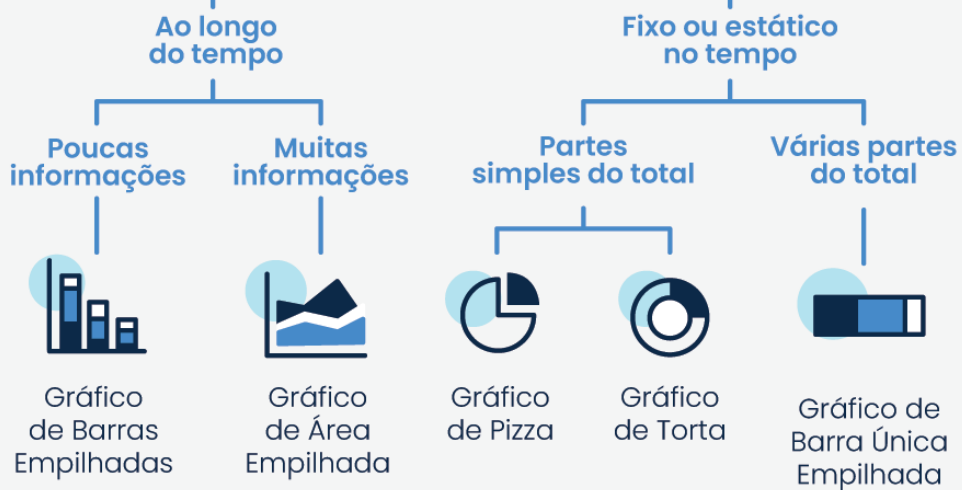 Ao longo
do tempo
Fixo ou estático
no tempo
Poucas
informações
Muitas
informações
Partes
simples do total
Várias partes
do total
Gráfico
de Barras
Empilhadas
Gráfico
de Área
Empilhada
Gráfico
de Pizza
Gráfico
de Torta
Gráfico de
Barra Única
Empilhada